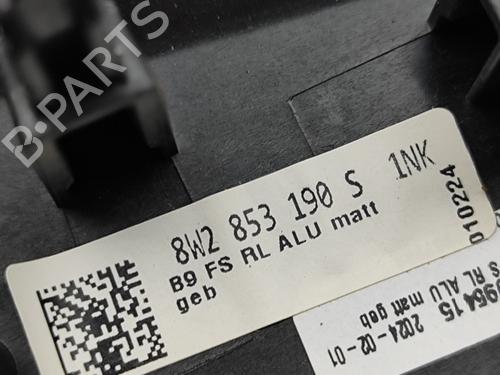 B-PARTS
8W2 853 190 S 1NK
B9 FS RL ALU matt
geb
010224
2024-02-01
S RL ALU
matt geb